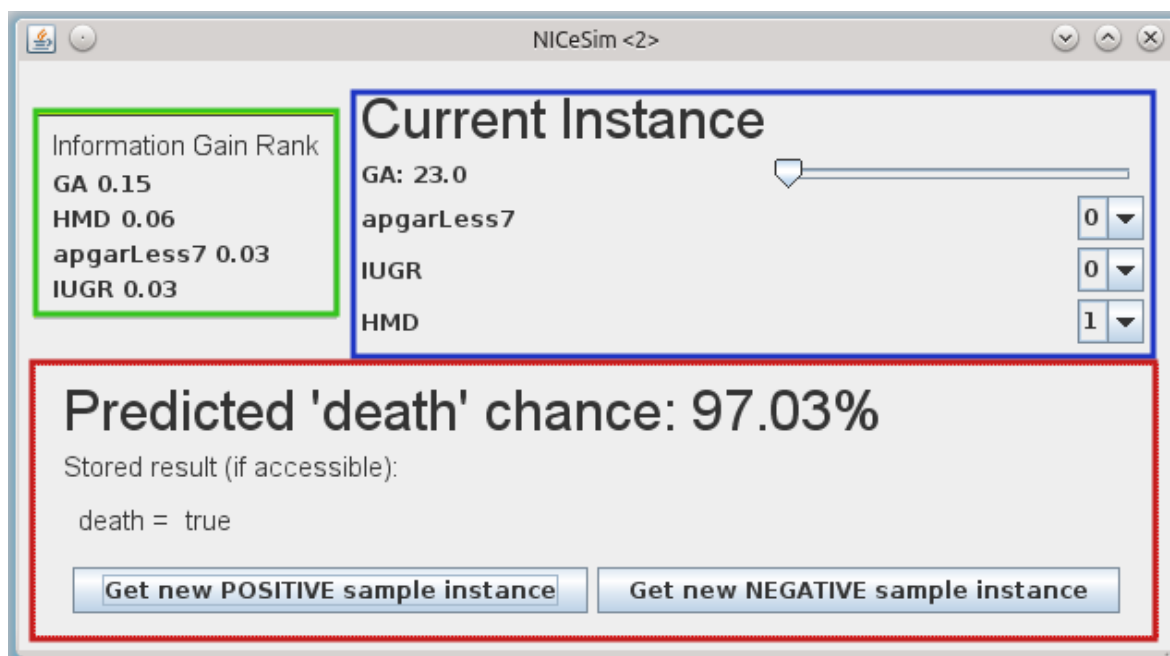 NICeSim <2>
Information Gain Rank
GA 0.15
HMD 0.06
apgarLess7 0.03
IUGR 0.03
Current Instance
GA: 23.0
apgarLess7 0
IUGR 0
HMD 1
Predicted 'death' chance: 97.03%
Stored result (if accessible):
death = true
Get new POSITIVE sample instance Get new NEGATIVE sample instance